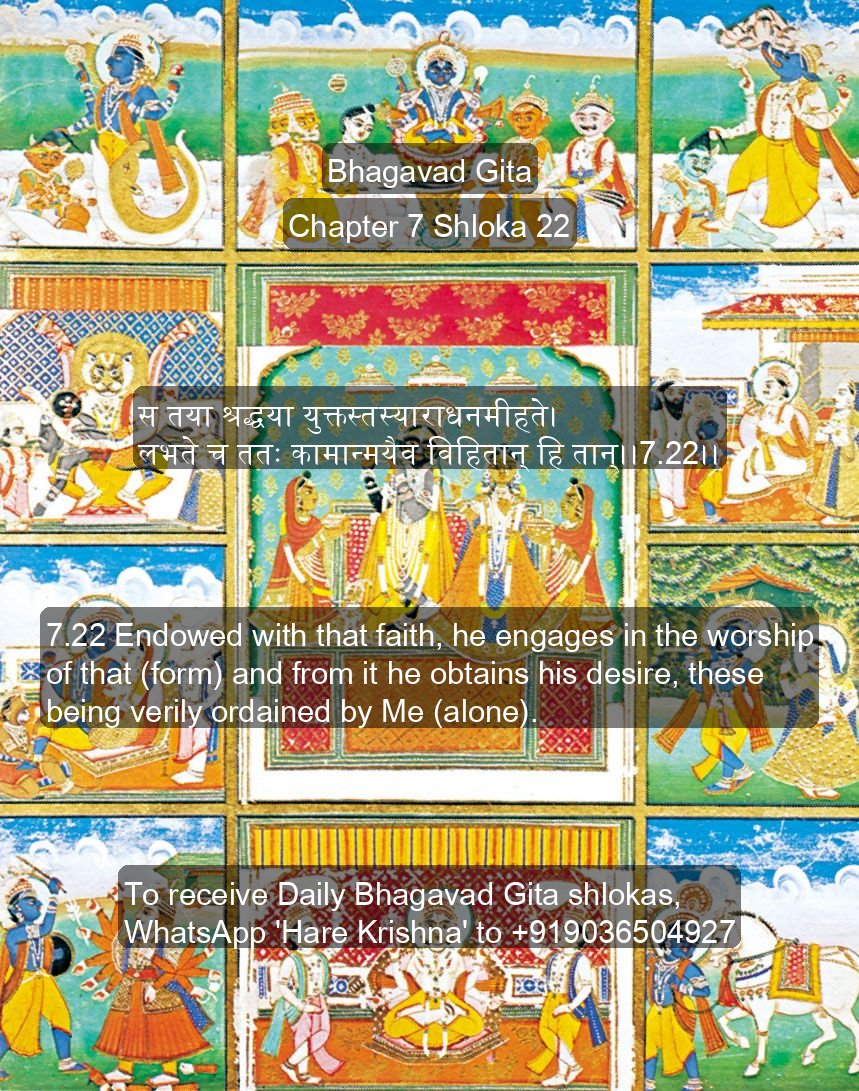 Bhagavad Gita
Chapter 7 Shloka 22
स तया श्रद्धया युक्तस्तस्याराधनमीहते।
लभते च ततः कामान्मयैव विहितान् हि तान्।।7.22।।
7.22 Endowed with that faith, he engages in the worship
of that (form) and from it he obtains his desire, these
being verily ordained by Me (alone).
To receive Daily Bhagavad Gita shlokas,
WhatsApp 'Hare Krishna' to +919036504927